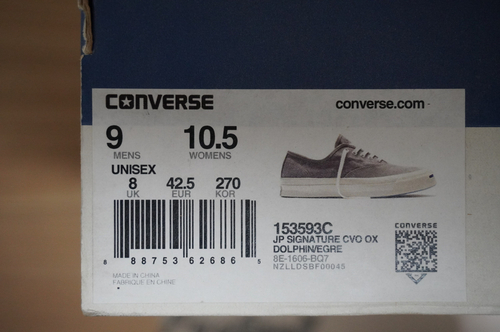 CONVERSE
converse.com
9 10.5
MENS WOMENS
UNISEX
8 42.5 270
UK EUR KOR
8 88753 62686 5
MADE IN CHINA
FABRIQUE EN CHINE
153593C
JP SIGNATURE CVO OX
DOLPHIN/EGRE
8E-1606-BQ7
NZLLDSBF00045
CONVERSE